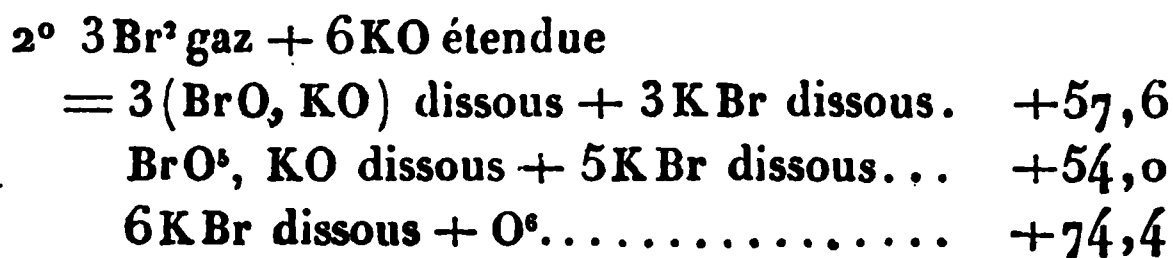 2° 3Br² gaz + 6KO étendue
= 3(BrO, KO) dissous + 3KBr dissous. +57,6
BrO⁵, KO dissous + 5KBr dissous... +54,0
6KBr dissous + O⁶................. +74,4